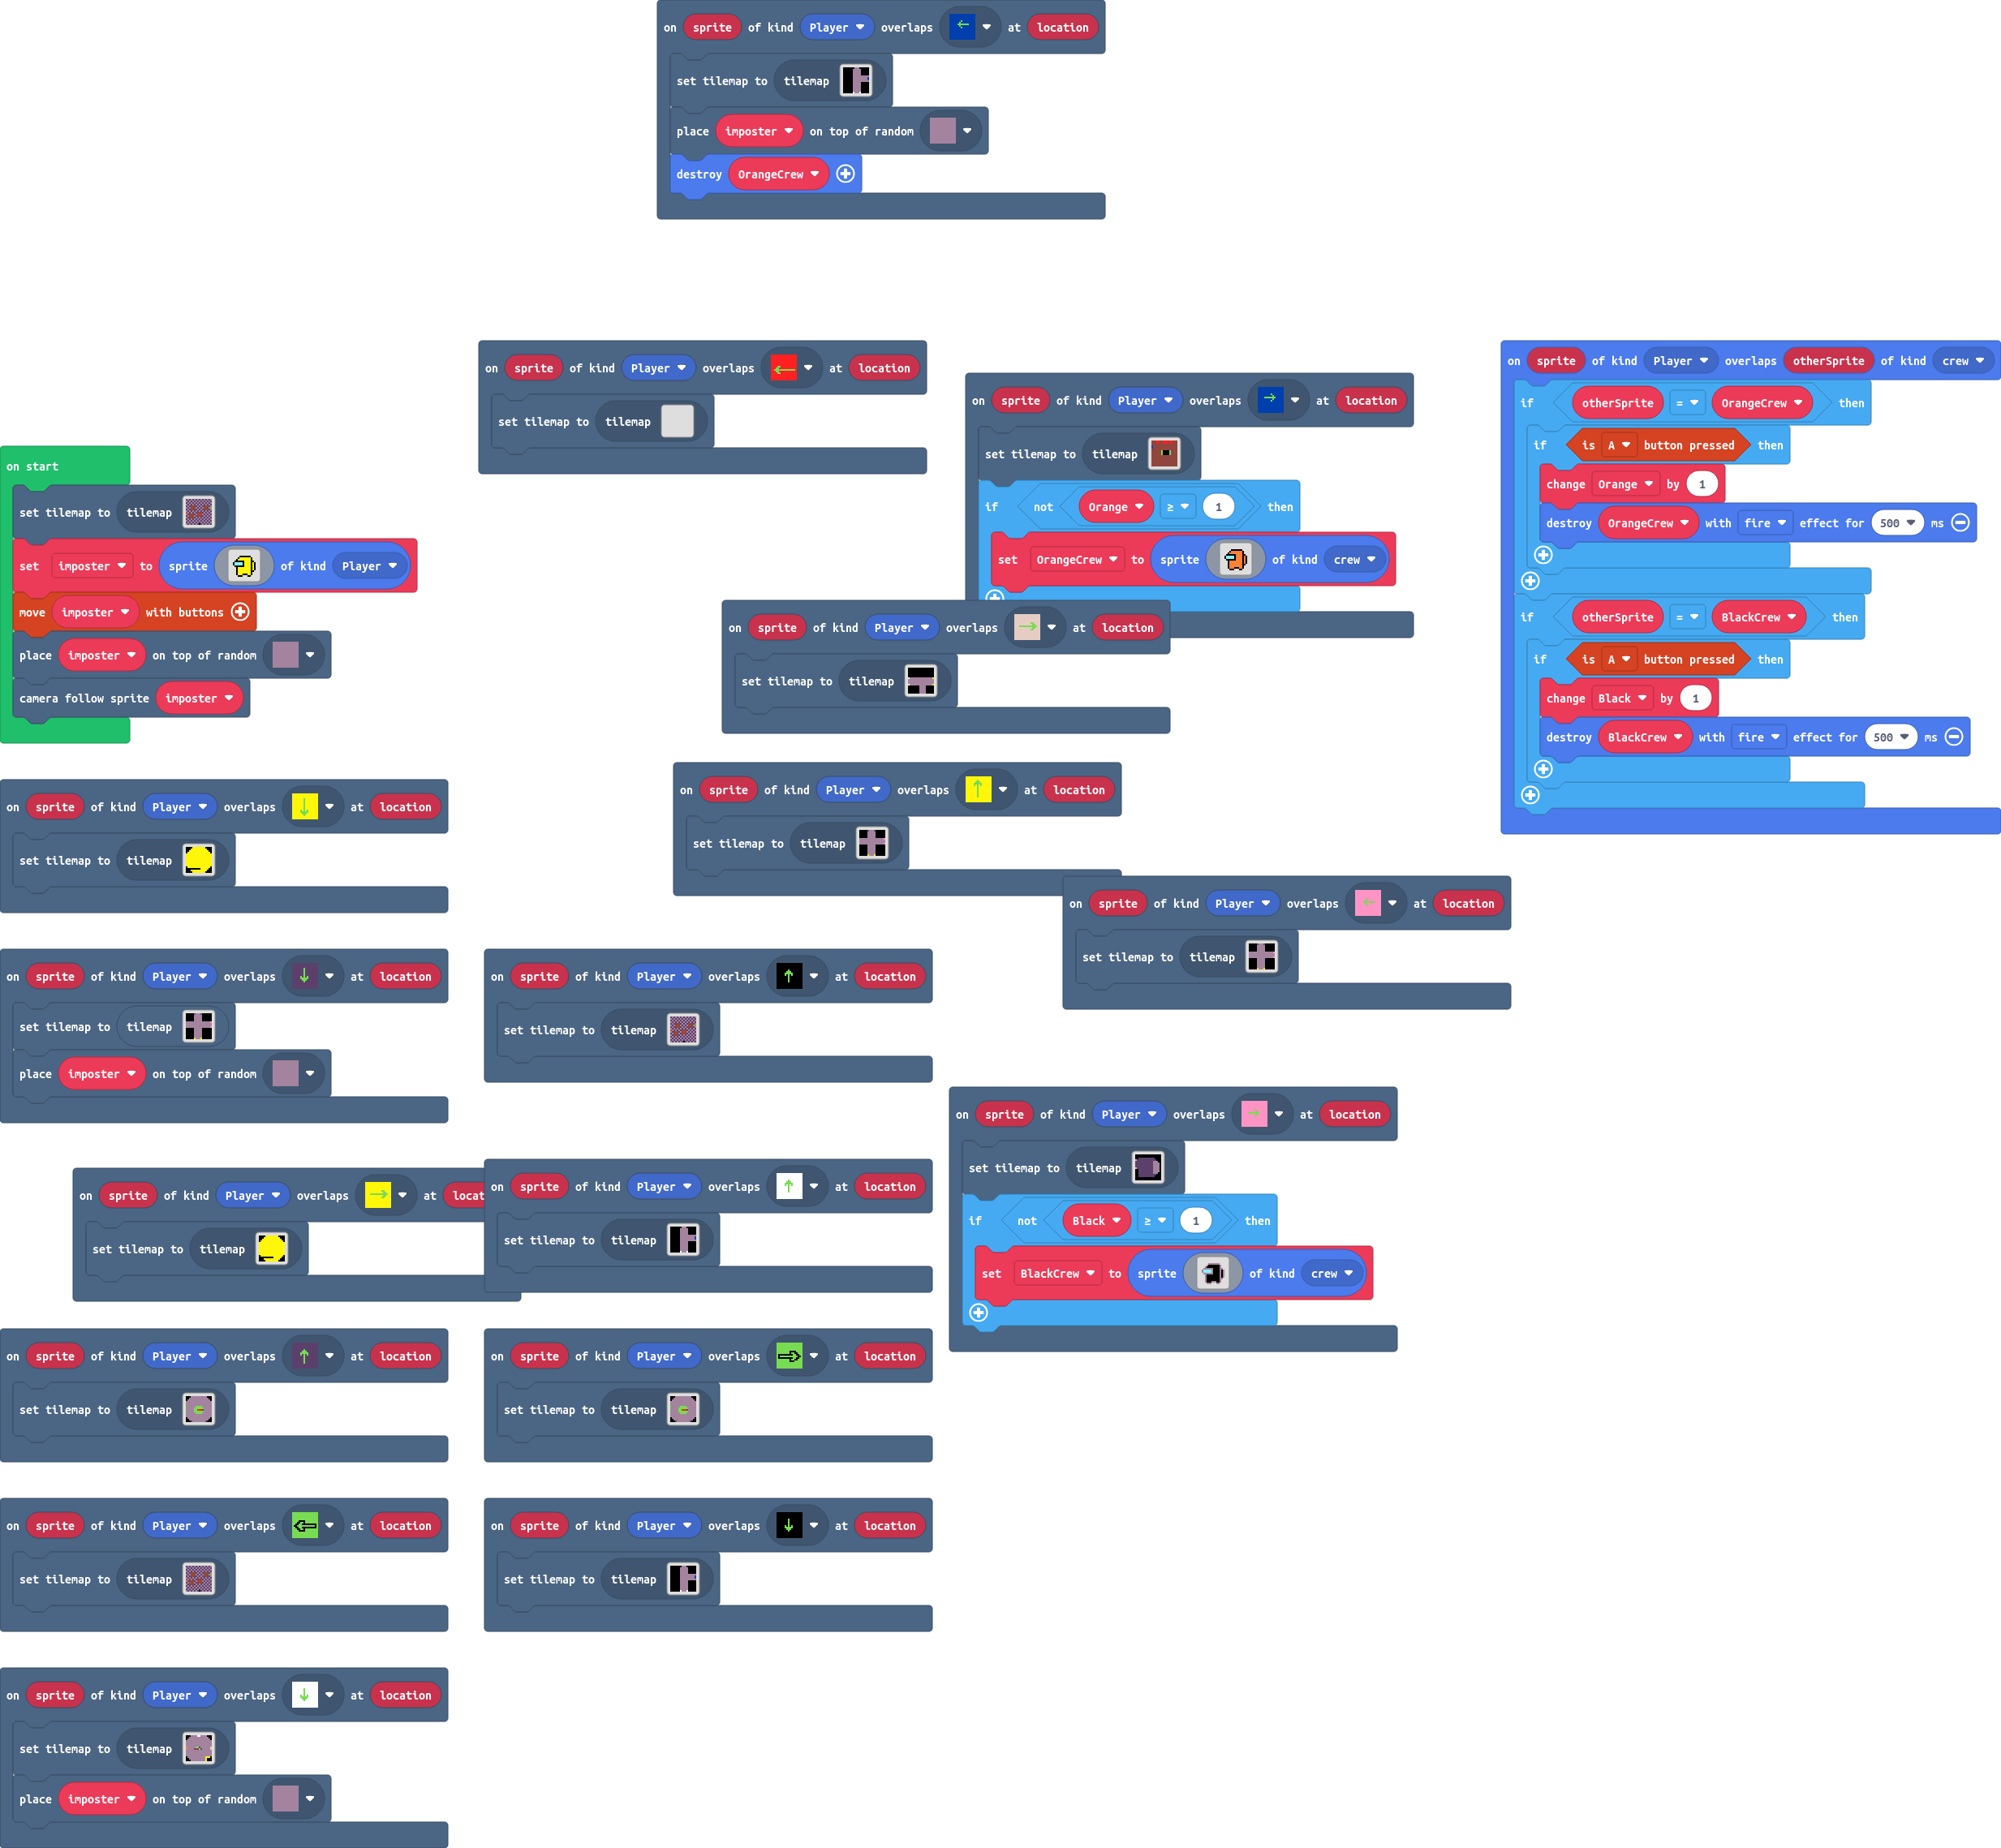 on sprite of kind Player overlaps at location
set tilemap to tilemap
place imposter on top of random
destroy OrangeCrew
on sprite of kind Player overlaps at location
set tilemap to tilemap
on sprite of kind Player overlaps at location
set tilemap to tilemap
if not Orange ≥ 1 then
set OrangeCrew to sprite of kind crew
on sprite of kind Player overlaps otherSprite of kind crew
if otherSprite = OrangeCrew then
if is A button pressed then
change Orange by 1
destroy OrangeCrew with fire effect for 500 ms
if otherSprite = BlackCrew then
if is A button pressed then
change Black by 1
destroy BlackCrew with fire effect for 500 ms
on start
set tilemap to tilemap
set imposter to sprite of kind Player
move imposter with buttons
place imposter on top of random
camera follow sprite imposter
on sprite of kind Player overlaps at location
set tilemap to tilemap
on sprite of kind Player overlaps at location
set tilemap to tilemap
on sprite of kind Player overlaps at location
set tilemap to tilemap
on sprite of kind Player overlaps at location
set tilemap to tilemap
on sprite of kind Player overlaps at location
set tilemap to tilemap
place imposter on top of random
on sprite of kind Player overlaps at location
set tilemap to tilemap
on sprite of kind Player overlaps at location
set tilemap to tilemap
if not Black ≥ 1 then
set BlackCrew to sprite of kind crew
on sprite of kind Player overlaps at locat
set tilemap to tilemap
on sprite of kind Player overlaps at location
set tilemap to tilemap
on sprite of kind Player overlaps at location
set tilemap to tilemap
on sprite of kind Player overlaps at location
set tilemap to tilemap
on sprite of kind Player overlaps at location
set tilemap to tilemap
on sprite of kind Player overlaps at location
set tilemap to tilemap
on sprite of kind Player overlaps at location
set tilemap to tilemap
place imposter on top of random